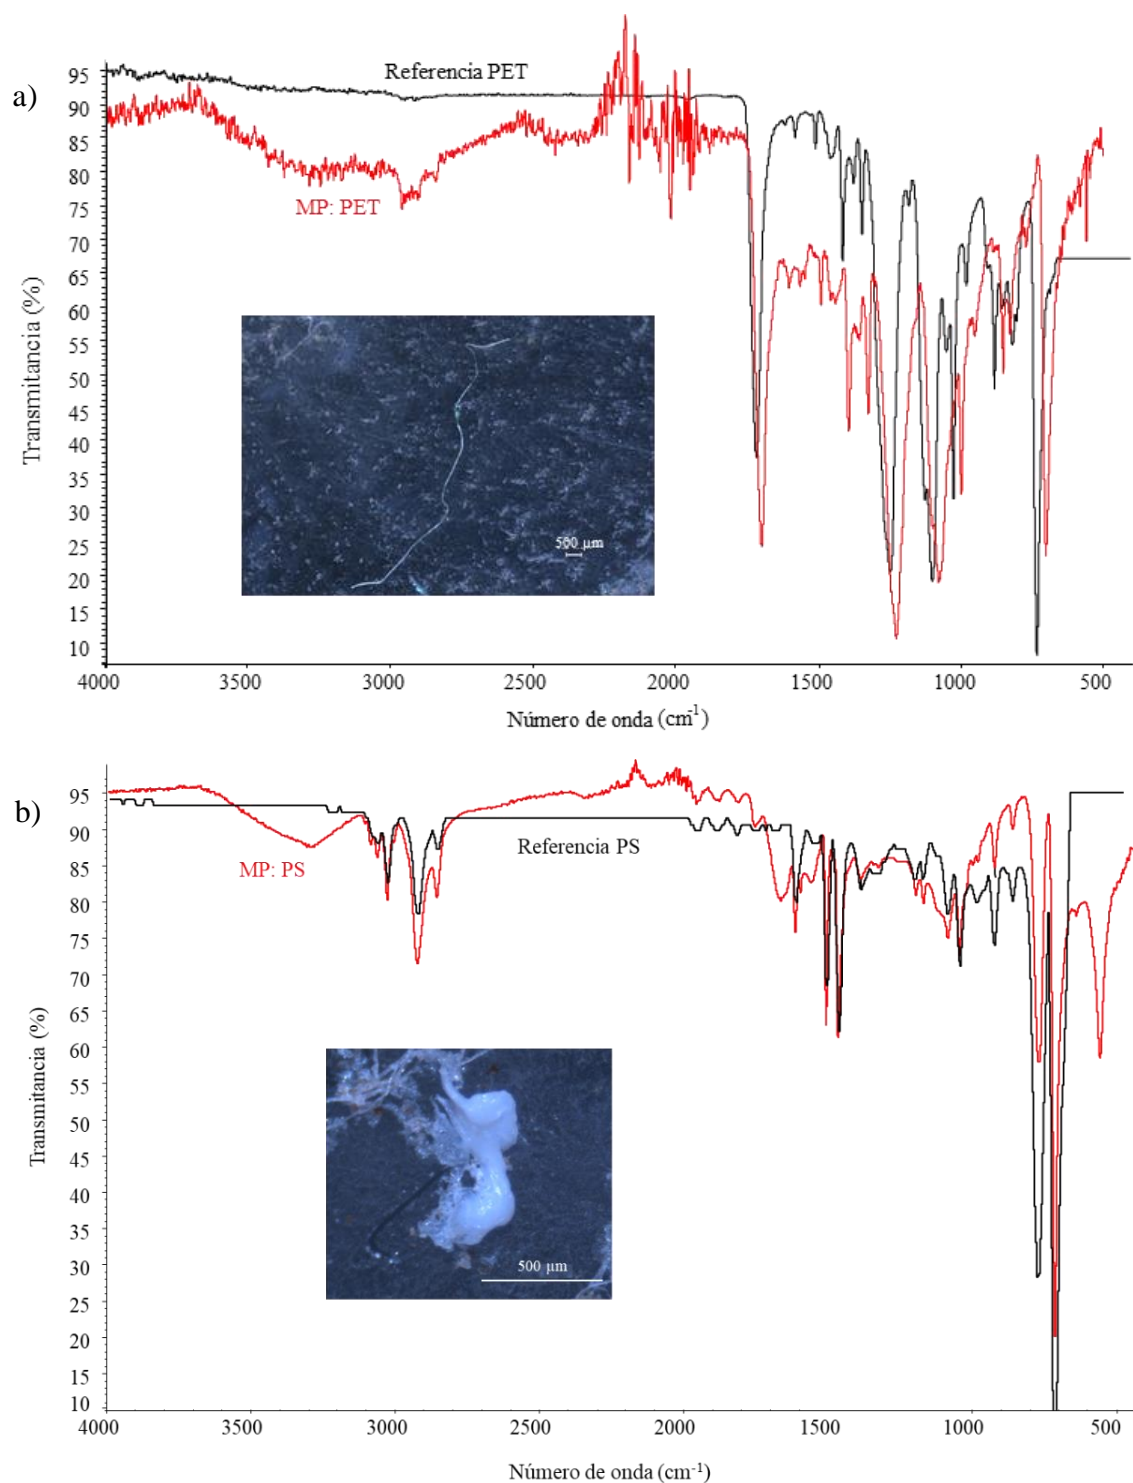 a)
Referencia PET
MP: PET
Transmitancia (%)
95
90
85
80
75
70
65
60
55
50
45
40
35
30
25
20
15
10
500 µm
4000 3500 3000 2500 2000 1500 1000 500
Número de onda (cm-1)
b)
Referencia PS
MP: PS
Transmitancia (%)
95
90
85
80
75
70
65
60
55
50
45
40
35
30
25
20
15
10
500 µm
4000 3500 3000 2500 2000 1500 1000 500
Número de onda (cm-1)